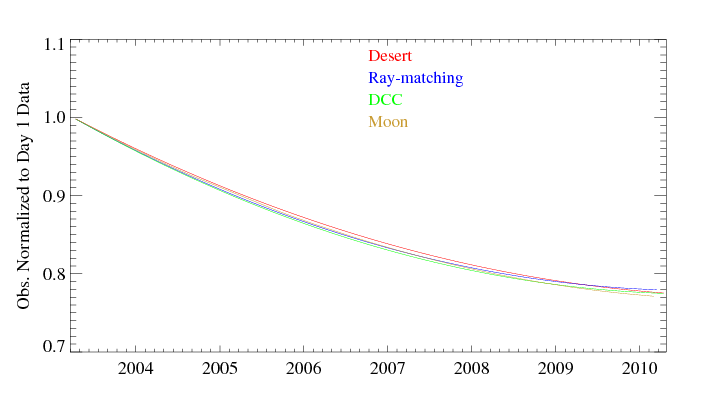 1.1
1.0
0.9
0.8
0.7
Obs. Normalized to Day 1 Data
Desert
Ray-matching
DCC
Moon
2004 2005 2006 2007 2008 2009 2010